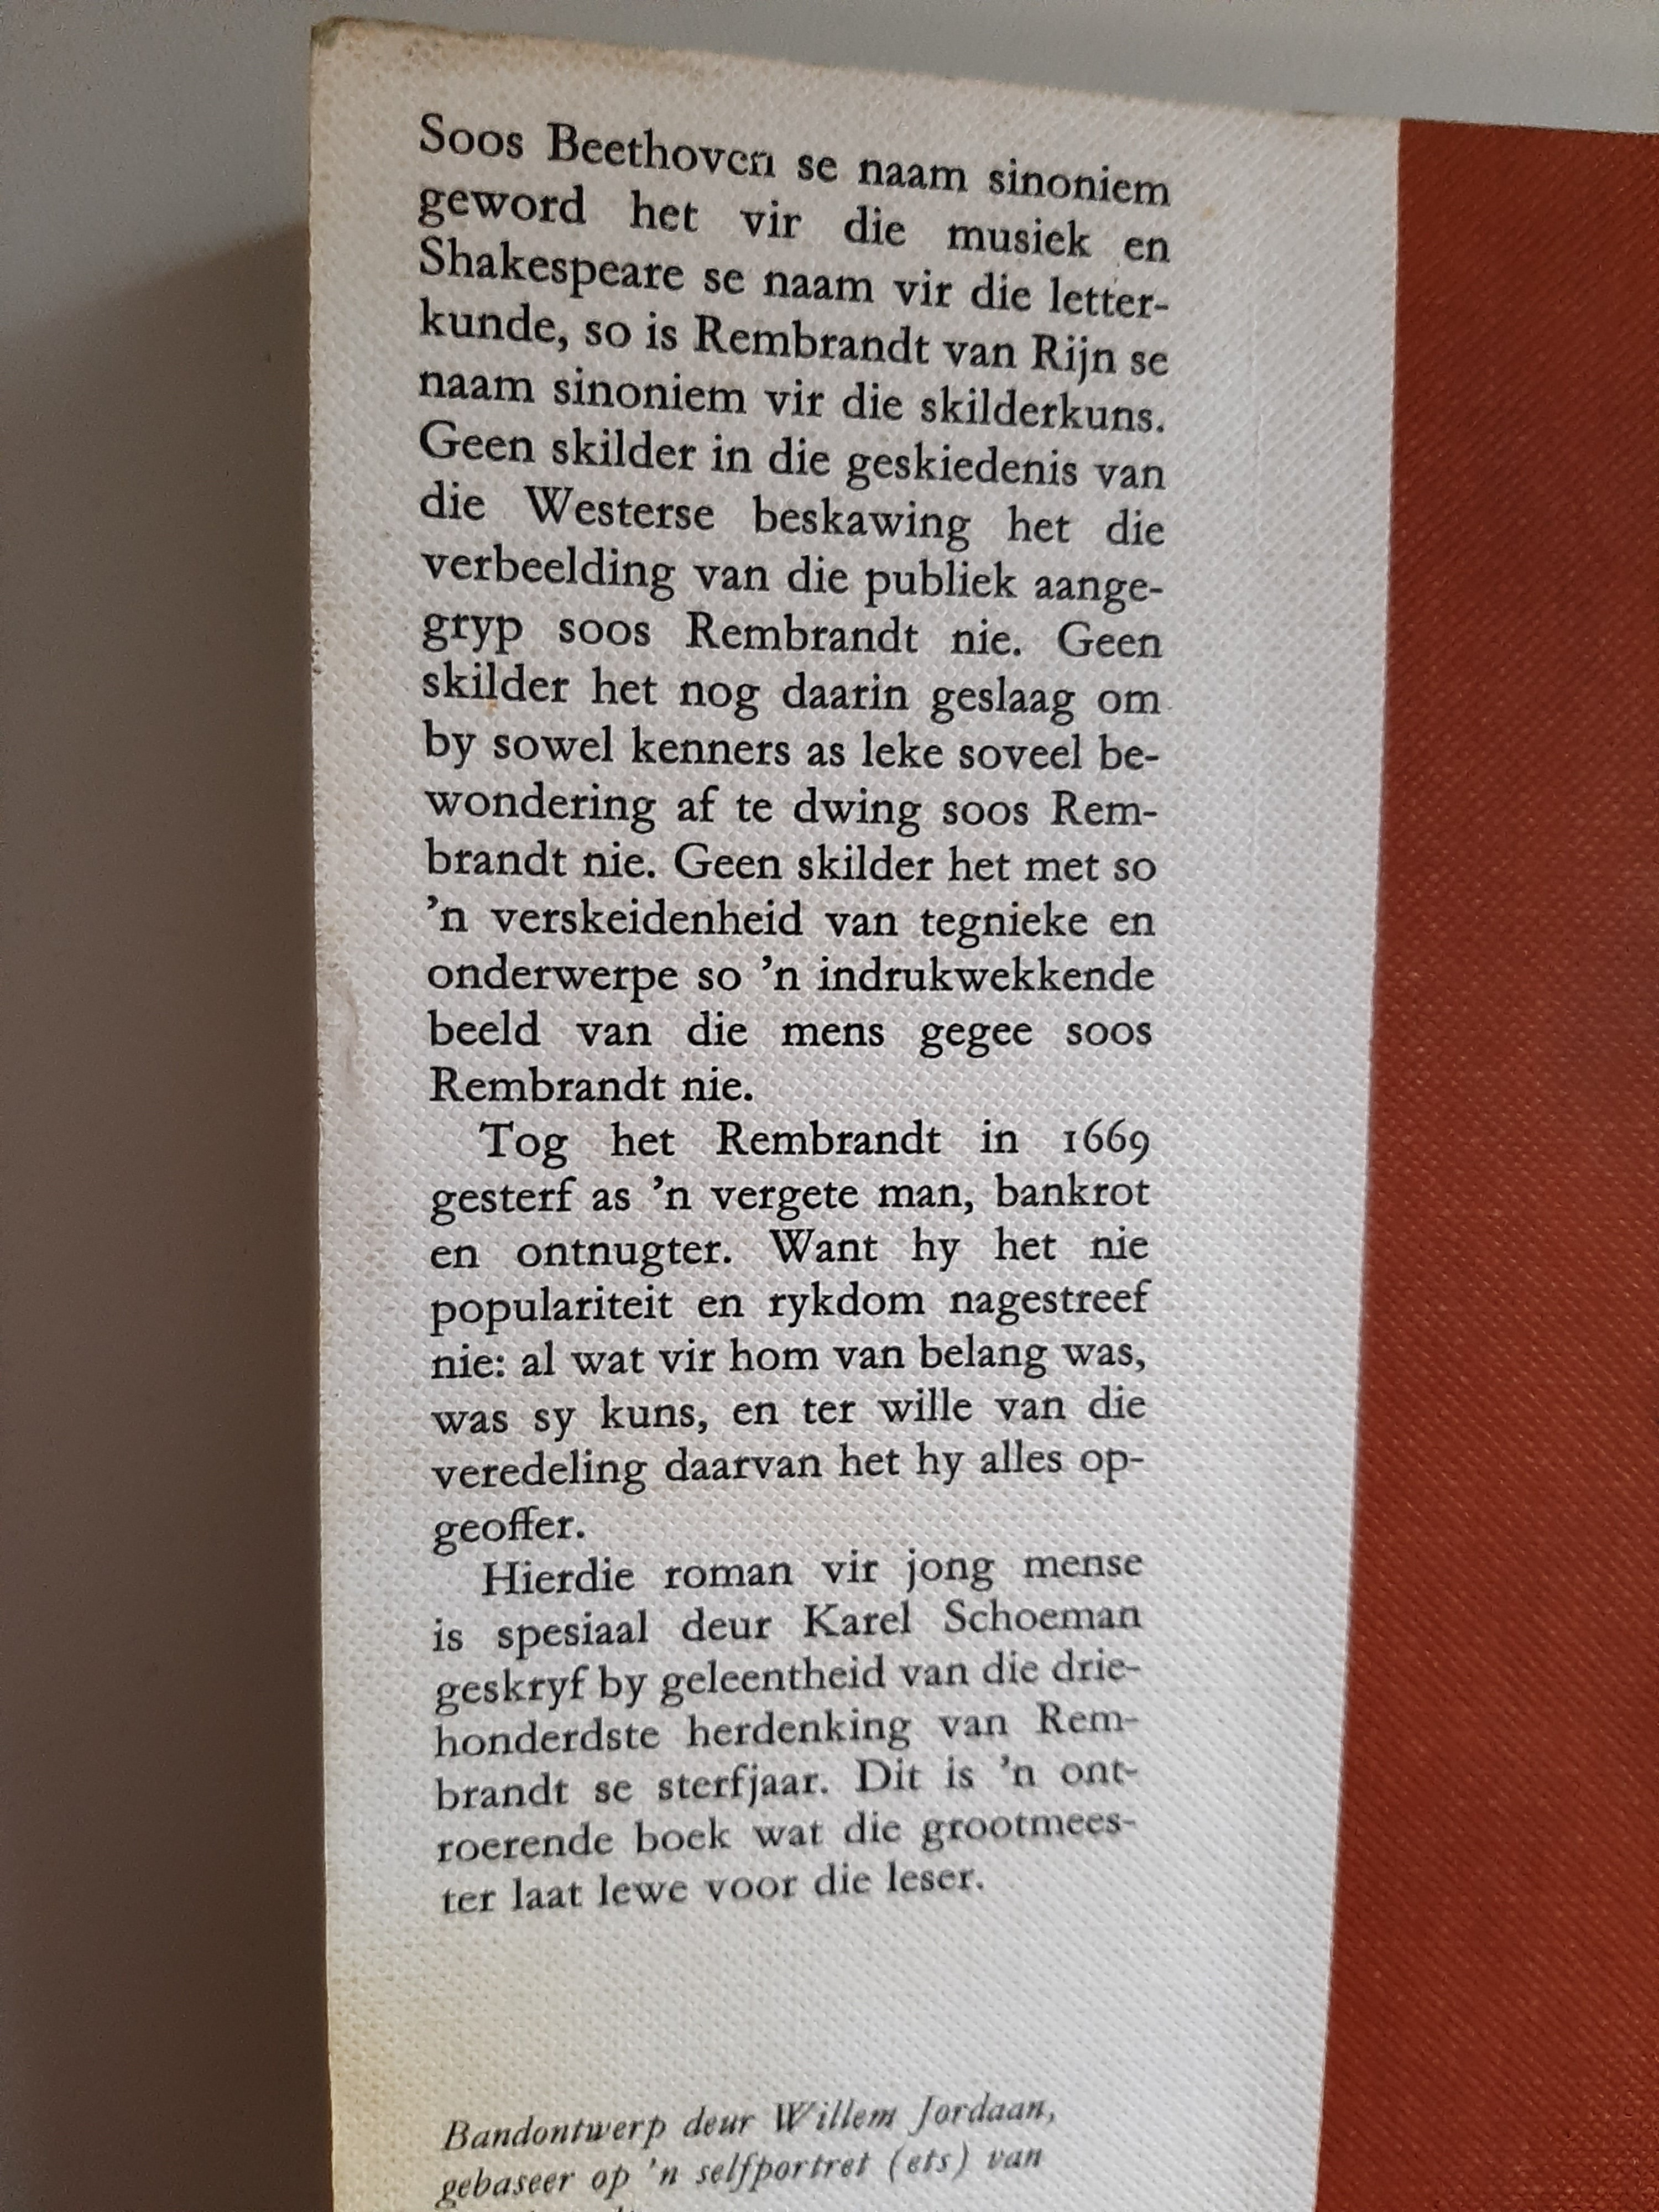 Soos Beethoven se naam sinoniem
geword het vir die musiek en
Shakespeare se naam vir die letter-
kunde, so is Rembrandt van Rijn se
naam sinoniem vir die skilderkuns.
Geen skilder in die geskiedenis van
die Westerse beskawing het die
verbeelding van die publiek aange-
gryp soos Rembrandt nie. Geen
skilder het nog daarin geslaag om
by sowel kenners as leke soveel be-
wondering af te dwing soos Rem-
brandt nie. Geen skilder het met so
’n verskeidenheid van tegnieke en
onderwerpe so ’n indrukwekkende
beeld van die mens gegee soos
Rembrandt nie.
Tog het Rembrandt in 1669
gesterf as ’n vergete man, bankrot
en ontnugter. Want hy het nie
populariteit en rykdom nagestreef
nie: al wat vir hom van belang was,
was sy kuns, en ter wille van die
veredeling daarvan het hy alles op-
geoffer.
Hierdie roman vir jong mense
is spesiaal deur Karel Schoeman
geskryf by geleentheid van die drie-
honderdste herdenking van Rem-
brandt se sterfjaar. Dit is ’n ont-
roerende boek wat die grootmees-
ter laat lewe voor die leser.
Bandontwerp deur Willem Jordaan,
gebaseer op ’n selfportret (ets) van